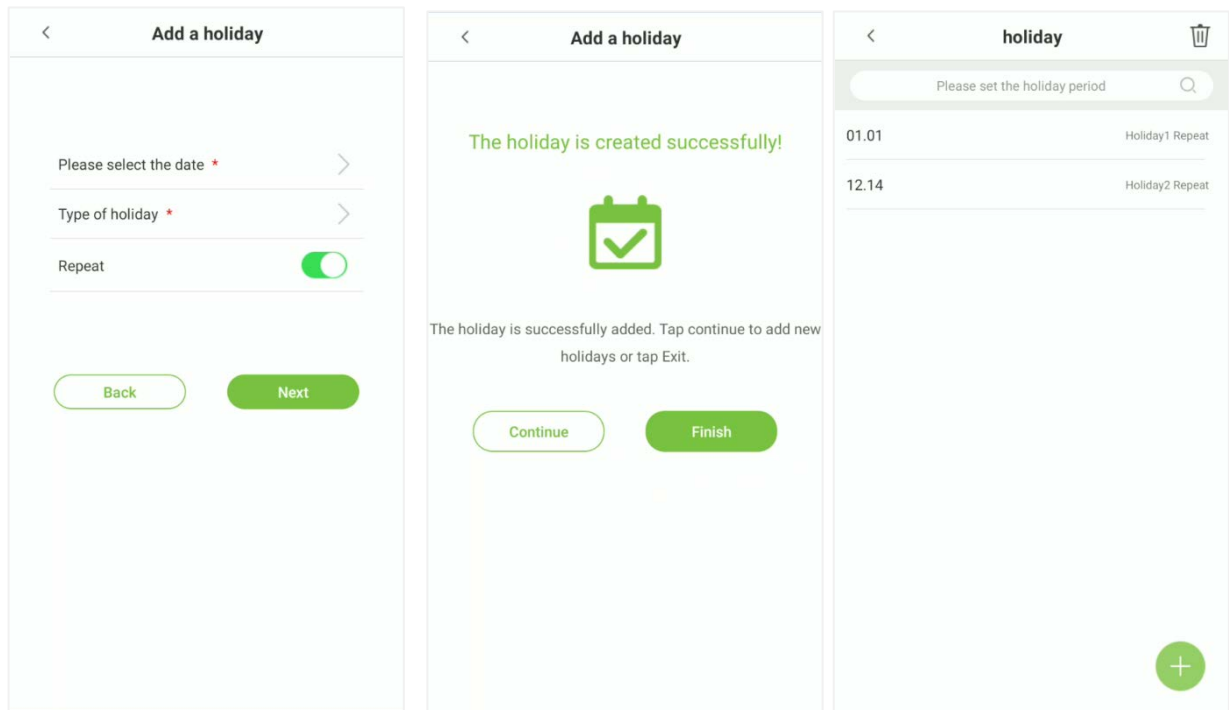 Add a holiday
Please select the date *
Type of holiday *
Repeat
Back
Next
Add a holiday
The holiday is created successfully!
The holiday is successfully added. Tap continue to add new
holidays or tap Exit.
Continue
Finish
holiday
Please set the holiday period
01.01
Holiday1 Repeat
12.14
Holiday2 Repeat